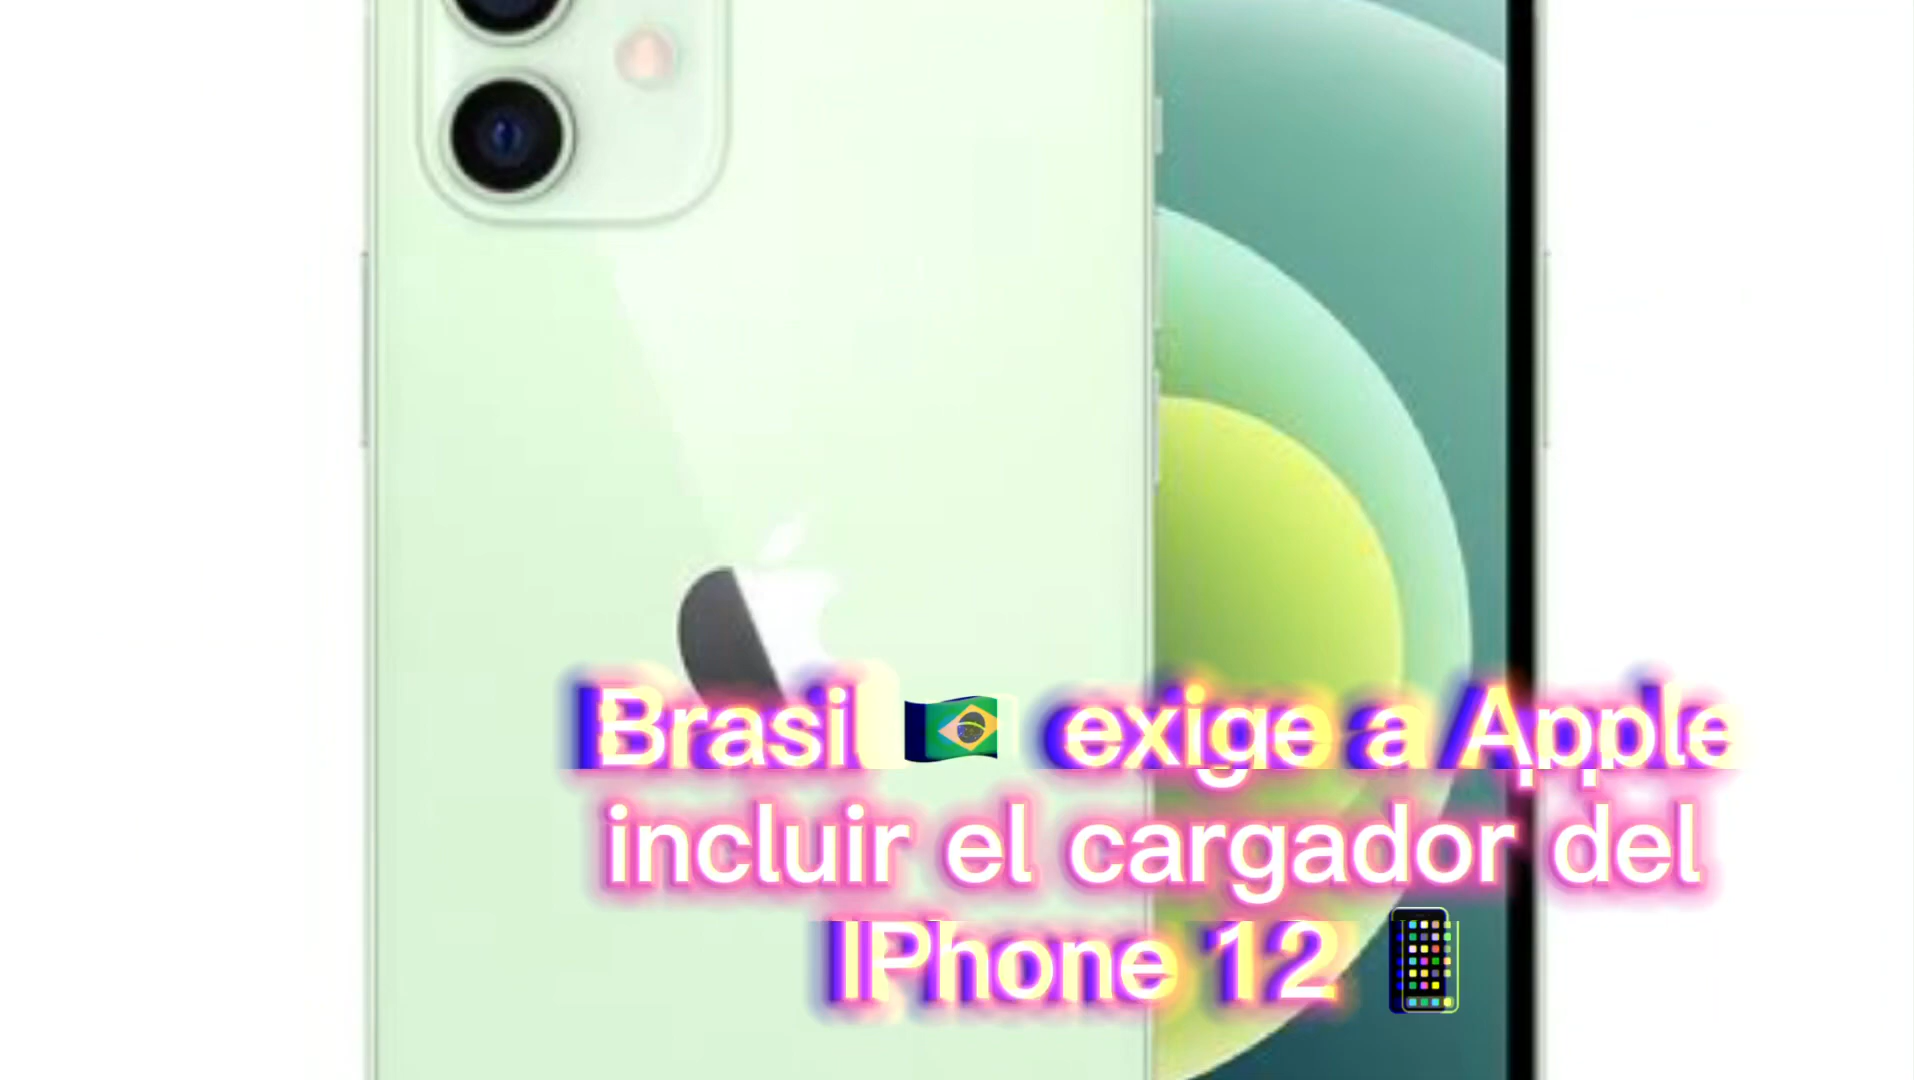 Brasil 🇧🇷 exige a Apple
incluir el cargador del
IPhone 12 📱